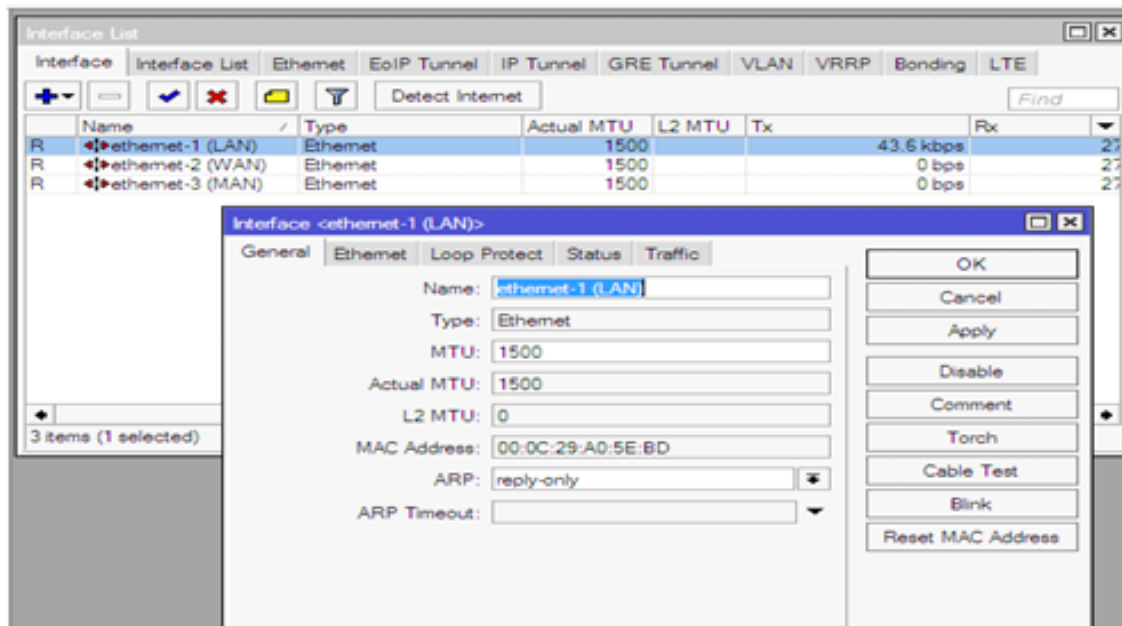 Interface List
Interface Interface List Ethernet EoIP Tunnel IP Tunnel GRE Tunnel VLAN VRRP Bonding LTE
Detect Internet Find
Name / Type Actual MTU L2 MTU Tx Rx
R ethernet-1 (LAN) Ethernet 1500 43.6 kbps 27
R ethernet-2 (WAN) Ethernet 1500 0 bps 27
R ethernet-3 (MAN) Ethernet 1500 0 bps 27
3 items (1 selected)
Interface <ethernet-1 (LAN)>
General Ethernet Loop Protect Status Traffic
OK
Name: ethernet-1 (LAN)
Cancel
Type: Ethernet
Apply
MTU: 1500
Disable
Actual MTU: 1500
Comment
L2 MTU: 0
Torch
MAC Address: 00:0C:29:A0:5E:BD
Cable Test
ARP: reply-only
Blink
ARP Timeout:
Reset MAC Address